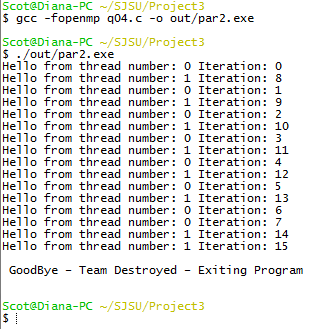 Scot@Diana-PC ~/SJSU/Project3
$ gcc -fopenmp q04.c -o out/par2.exe
Scot@Diana-PC ~/SJSU/Project3
$ ./out/par2.exe
Hello from thread number: 0 Iteration: 0
Hello from thread number: 1 Iteration: 8
Hello from thread number: 0 Iteration: 1
Hello from thread number: 1 Iteration: 9
Hello from thread number: 0 Iteration: 2
Hello from thread number: 1 Iteration: 10
Hello from thread number: 0 Iteration: 3
Hello from thread number: 1 Iteration: 11
Hello from thread number: 0 Iteration: 4
Hello from thread number: 1 Iteration: 12
Hello from thread number: 0 Iteration: 5
Hello from thread number: 1 Iteration: 13
Hello from thread number: 0 Iteration: 6
Hello from thread number: 0 Iteration: 7
Hello from thread number: 1 Iteration: 14
Hello from thread number: 1 Iteration: 15
GoodBye - Team Destroyed - Exiting Program
Scot@Diana-PC ~/SJSU/Project3
$